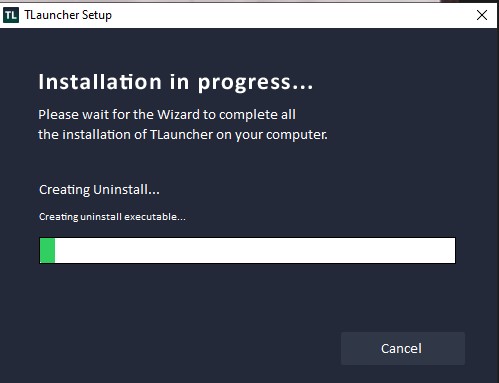 TL TLauncher Setup
Installation in progress...
Please wait for the Wizard to complete all
the installation of TLauncher on your computer.
Creating Uninstall...
Creating uninstall executable...
Cancel